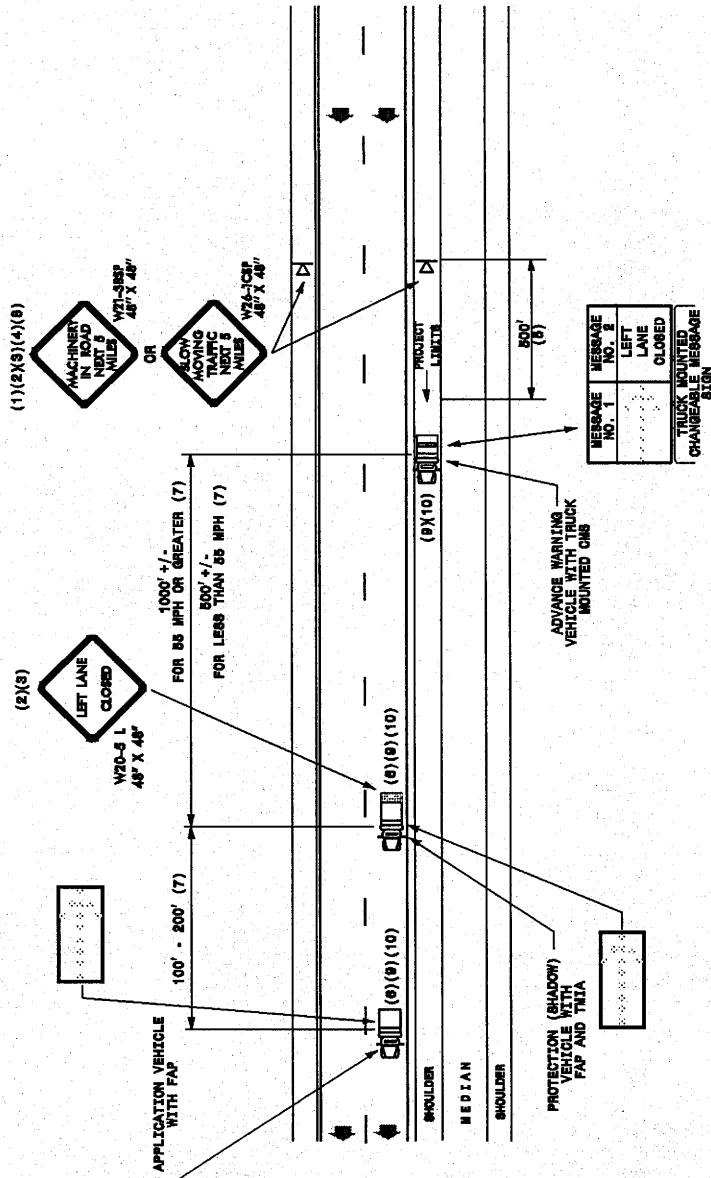 (1)(2)(3)(4)(8)
MACHINERY
IN ROAD
NEXT 5
MILES
W21-SBSP
48" X 48"
OR
SLOW
MOVING
TRAFFIC
NEXT 5
MILES
W26-1CSP
48" X 48"
(2)(3)
LEFT LANE
CLOSED
W20-5 L
48" X 48"
1000' +/-
FOR 55 MPH OR GREATER (7)
500' +/-
FOR LESS THAN 55 MPH (7)
100' - 200' (7)
APPLICATION VEHICLE
WITH FAP
(6)(9)(10)
(6)(9)(10)
(9)(10)
PROJECT
LIMITS
500'
(5)
SHOULDER
MEDIAN
SHOULDER
PROTECTION (SHADOW)
VEHICLE WITH
FAP AND TMIA
ADVANCE WARNING
VEHICLE WITH TRUCK
MOUNTED CMS
MESSAGE
NO. 1
MESSAGE
NO. 2
LEFT
LANE
CLOSED
TRUCK MOUNTED
CHANGEABLE MESSAGE
SIGN